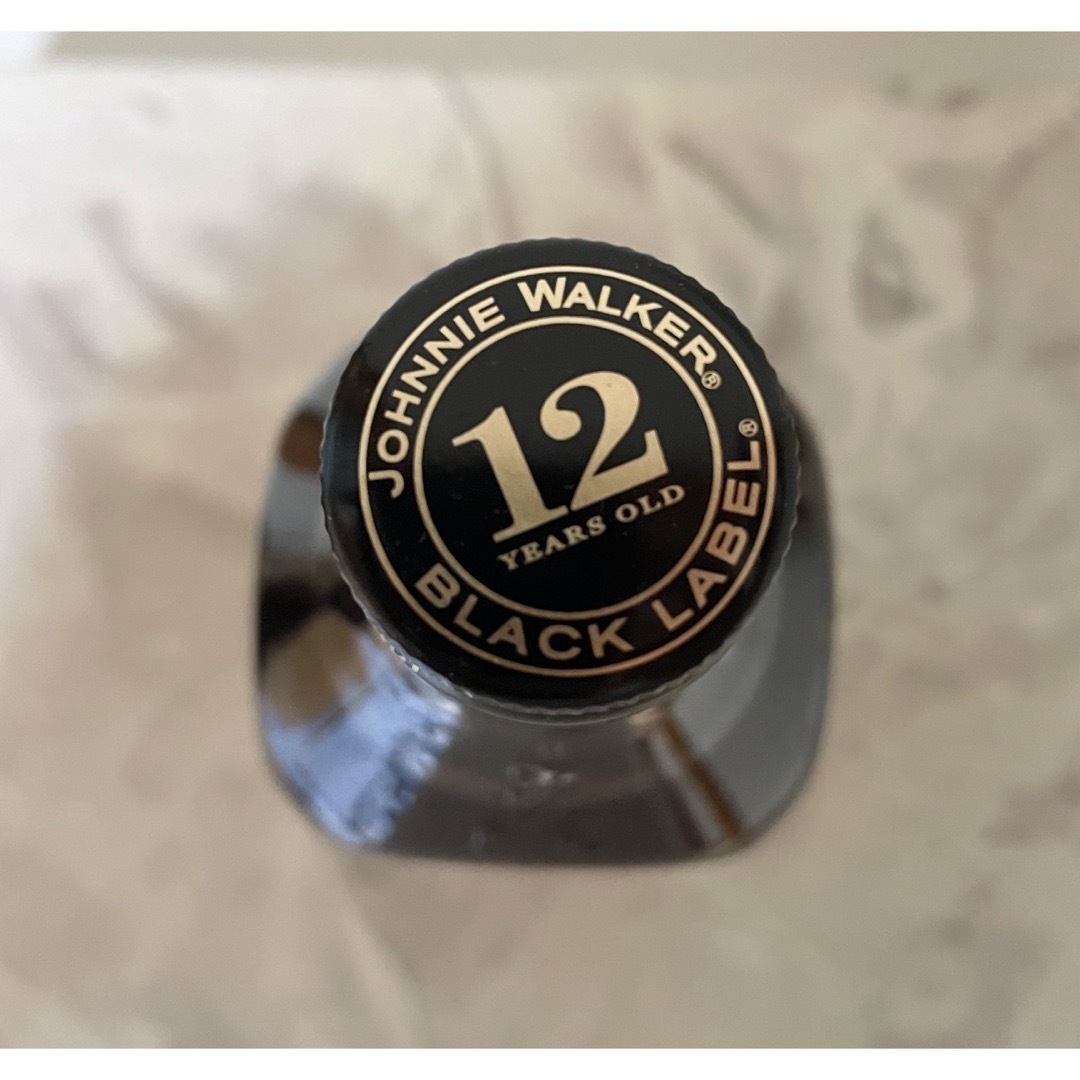 JOHNNIE WALKER®
12
YEARS OLD
BLACK LABEL®